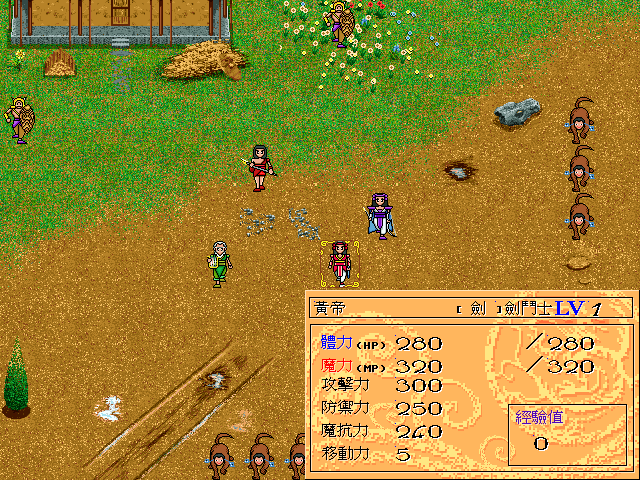 黃帝 [ 劍 ] 劍鬥士 LV 1
體力(HP) 280 /280
魔力(MP) 320 /320
攻擊力 300
防禦力 250
魔抗力 240
移動力 5
經驗值
0